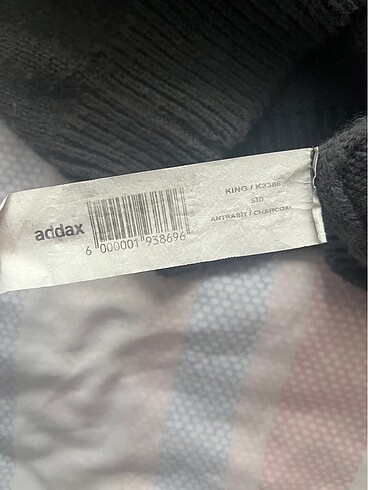 addax
6 000001 938696
KING / K3386
STD
ANTRASIT / CHARCOAL